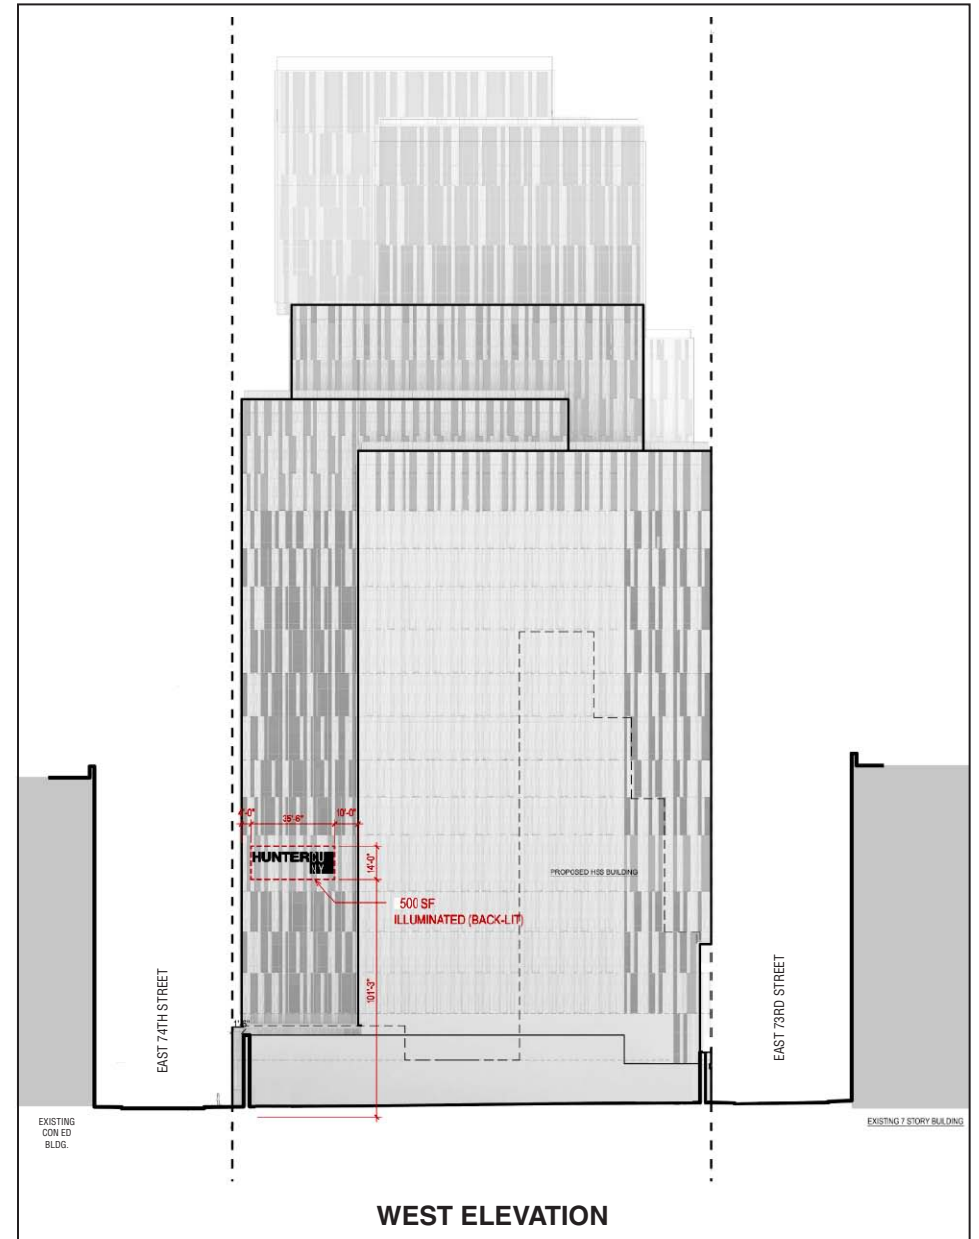 4'-0"
35'-6"
10'-0"
HUNTER CU
NY
14'-0"
PROPOSED HSS BUILDING
500 SF
ILLUMINATED (BACK-LIT)
101'-3"
EAST 74TH STREET
EAST 73RD STREET
EXISTING
CON ED
BLDG.
EXISTING 7 STORY BUILDING
WEST ELEVATION